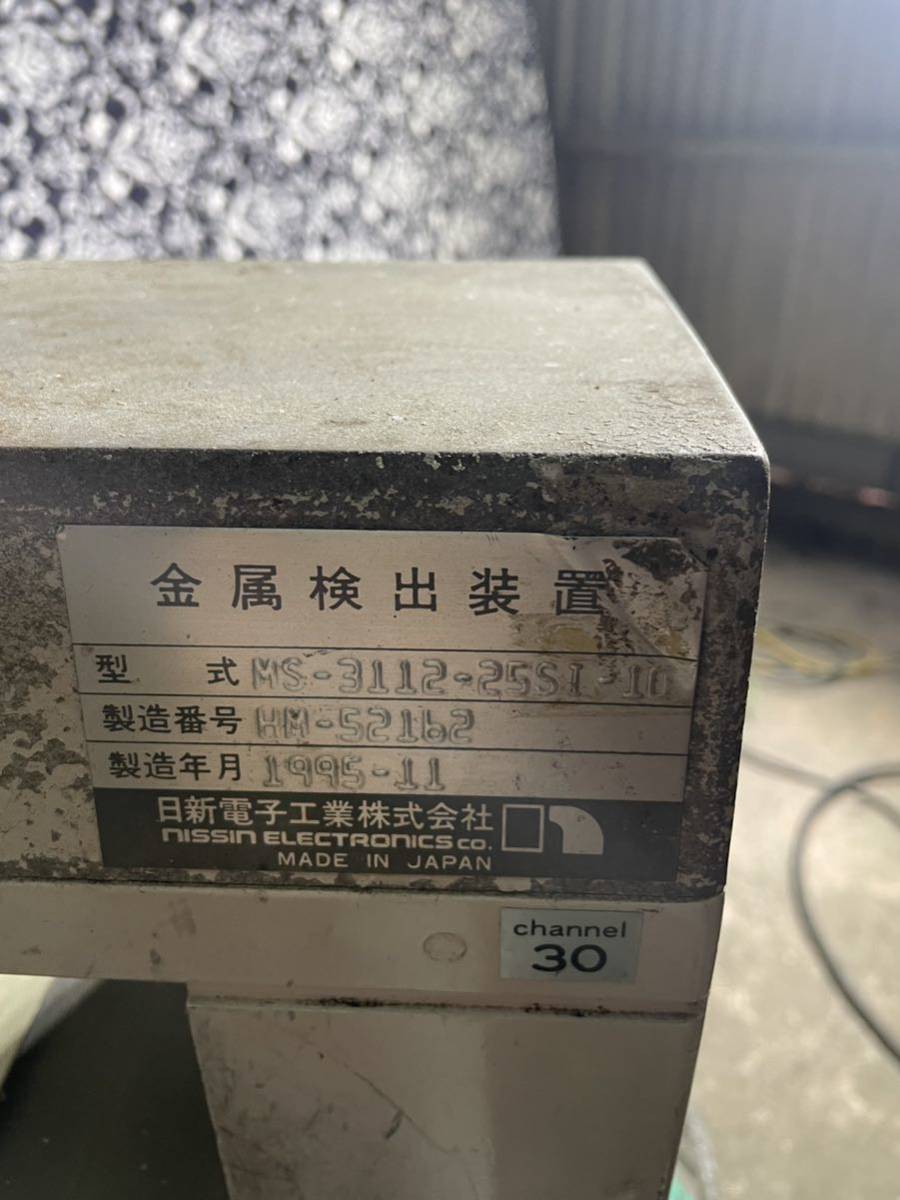 金属検出装置
型 式 MS-3112-25SI-10
製造番号 HM-52162
製造年月 1995-11
日新電子工業株式会社
NISSIN ELECTRONICS CO.
MADE IN JAPAN
channel
30